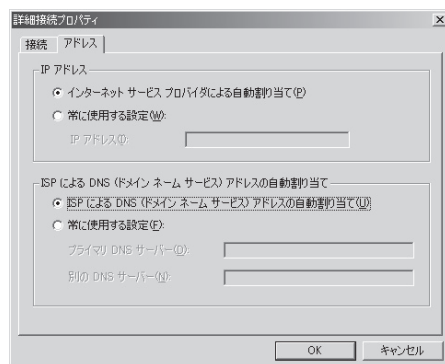 詳細接続プロパティ
接続 アドレス
IP アドレス
インターネット サービス プロバイダによる自動割り当て(P)
常に使用する設定(W):
IP アドレス(I):
ISP による DNS (ドメイン ネーム サービス) アドレスの自動割り当て
ISP による DNS (ドメイン ネーム サービス) アドレスの自動割り当て(U)
常に使用する設定(F):
プライマリ DNS サーバー(O):
別の DNS サーバー(N):
OK キャンセル